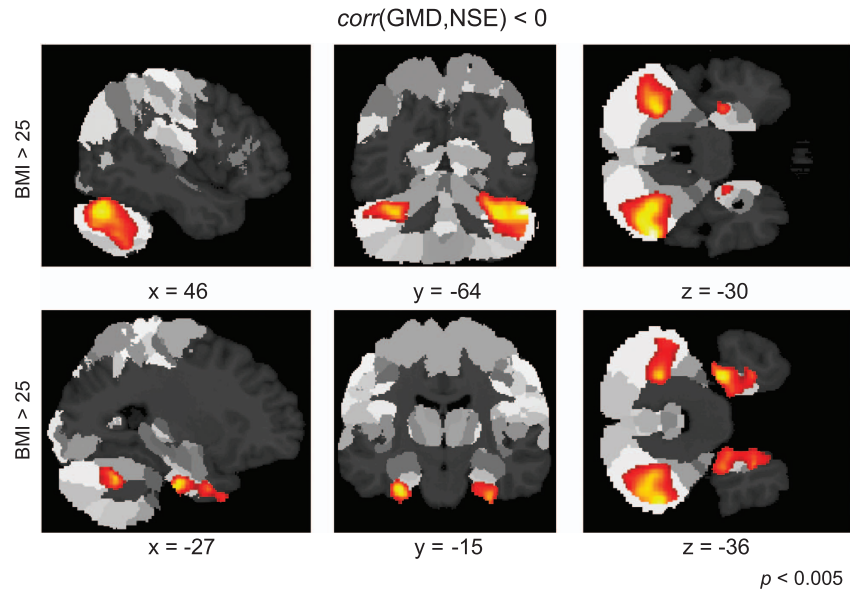 corr(GMD,NSE) < 0
BMI > 25
x = 46
y = -64
z = -30
BMI > 25
x = -27
y = -15
z = -36
p < 0.005